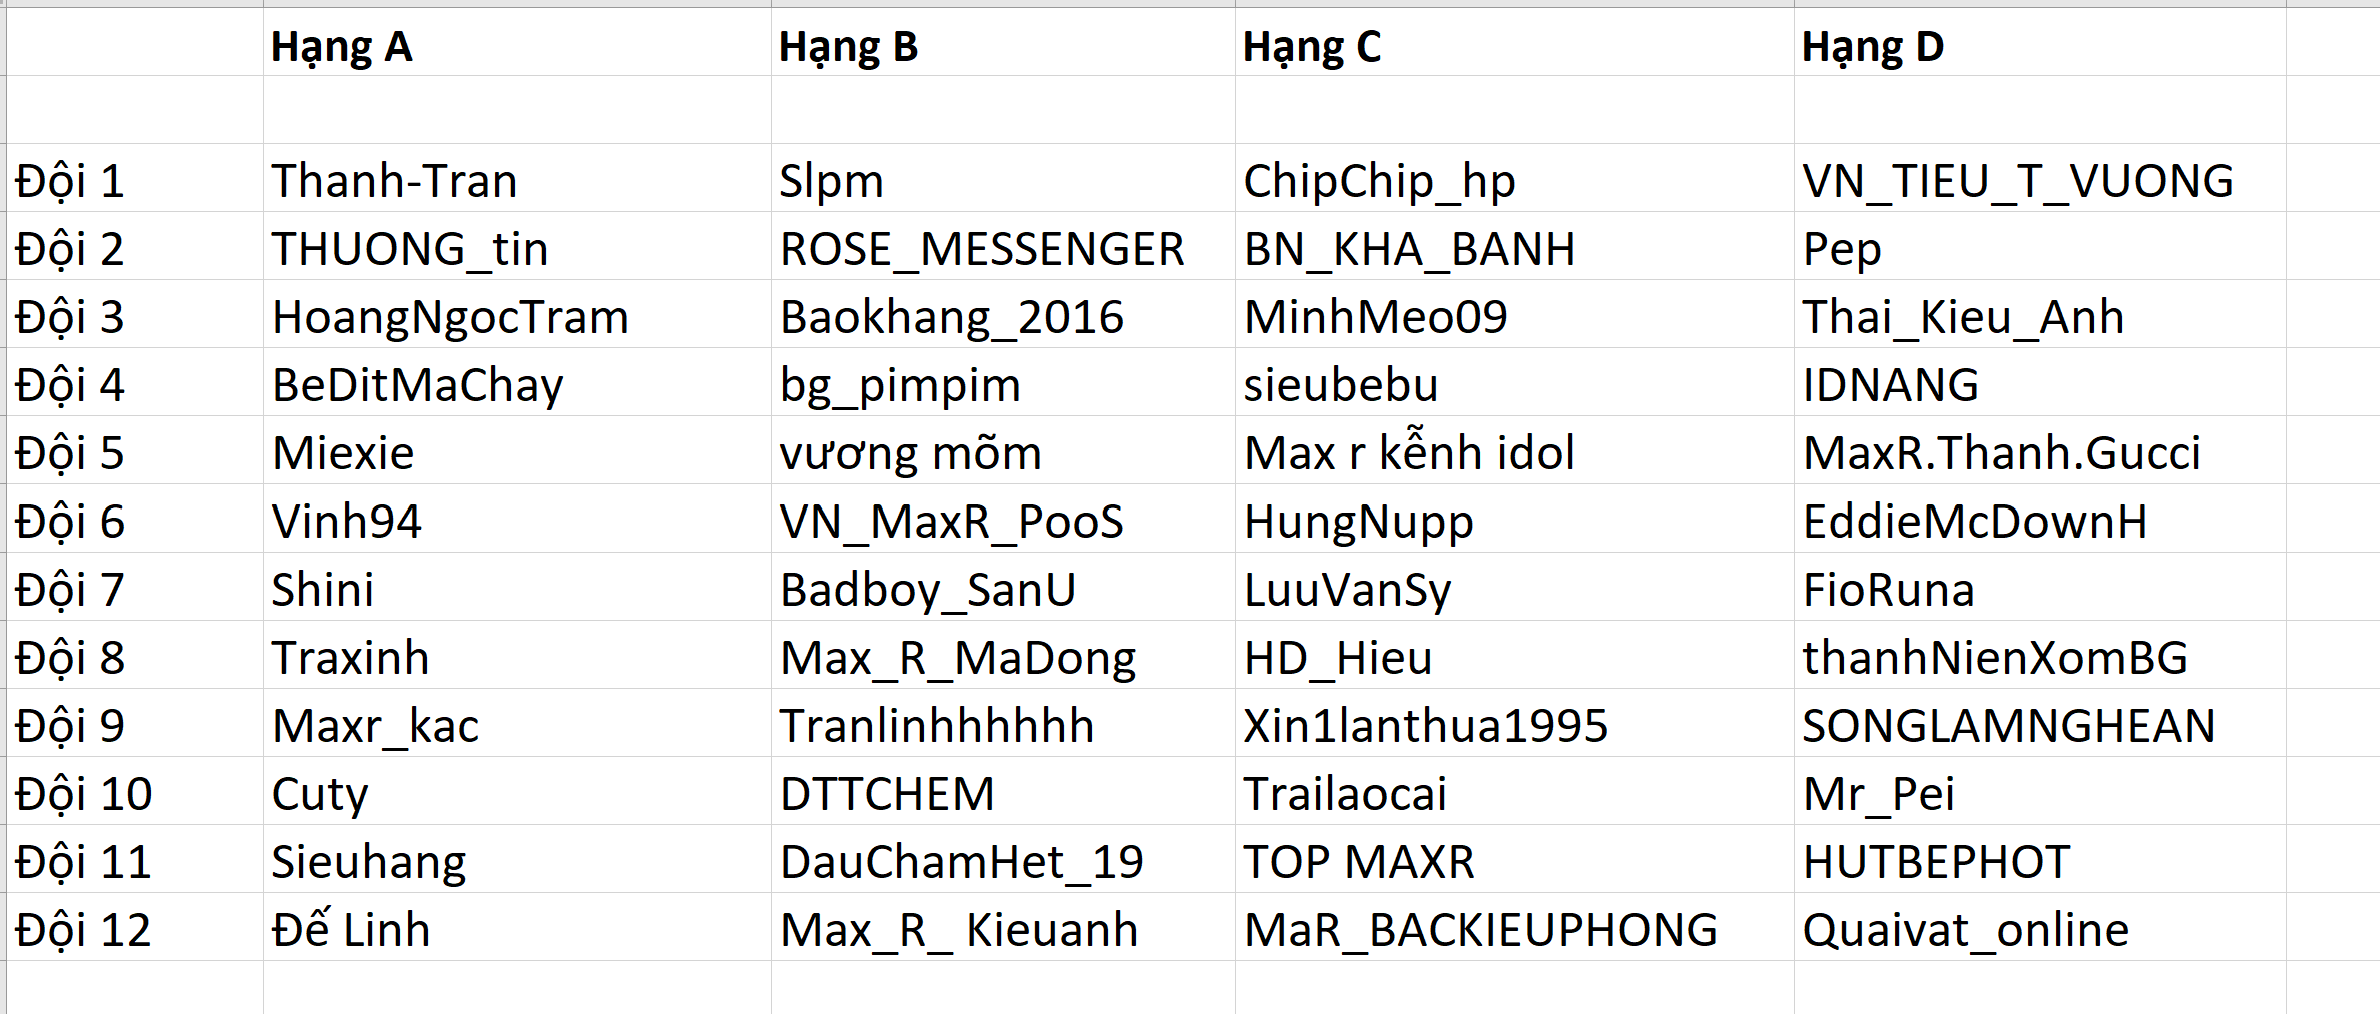 Hạng A Hạng B Hạng C Hạng D
Đội 1 Thanh-Tran Slpm ChipChip_hp VN_TIEU_T_VUONG
Đội 2 THUONG_tin ROSE_MESSENGER BN_KHA_BANH Pep
Đội 3 HoangNgocTram Baokhang_2016 MinhMeo09 Thai_Kieu_Anh
Đội 4 BeDitMaChay bg_pimpim sieubebu IDNANG
Đội 5 Miexie vương mõm Max r kễnh idol MaxR.Thanh.Gucci
Đội 6 Vinh94 VN_MaxR_PooS HungNupp EddieMcDownH
Đội 7 Shini Badboy_SanU LuuVanSy FioRuna
Đội 8 Traxinh Max_R_MaDong HD_Hieu thanhNienXomBG
Đội 9 Maxr_kac Tranlinhhhhhh Xin1lanthua1995 SONGLAMNGHEAN
Đội 10 Cuty DTTCHEM Trailaocai Mr_Pei
Đội 11 Sieuhang DauChamHet_19 TOP MAXR HUTBEPHOT
Đội 12 Đế Linh Max_R_ Kieuanh MaR_BACKIEUPHONG Quaivat_online